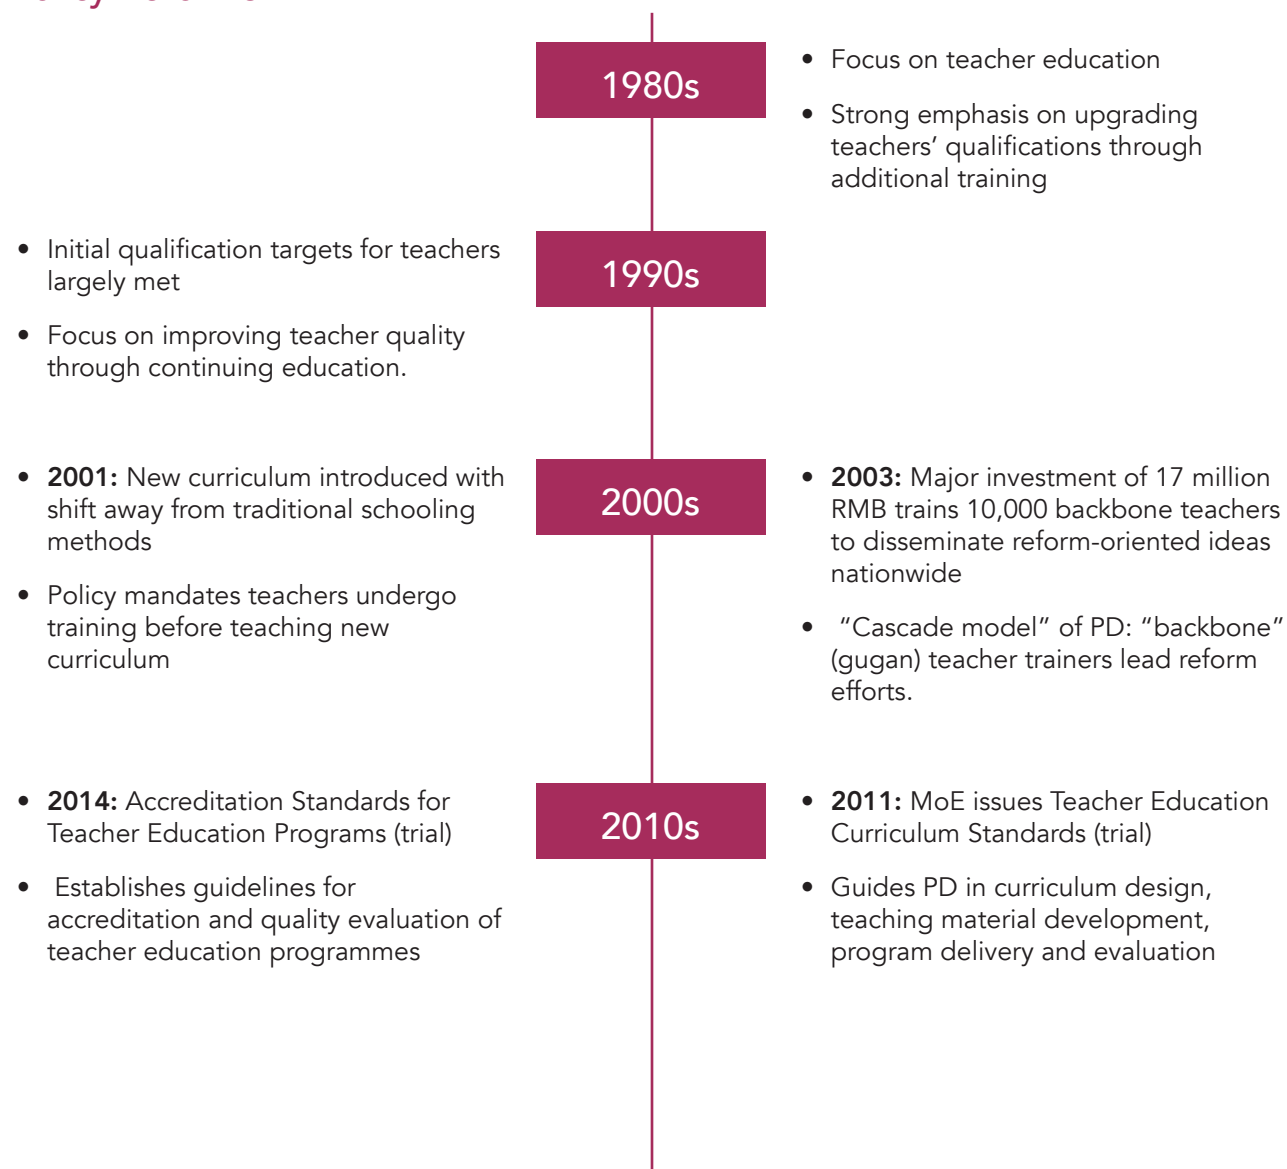 1980s
• Focus on teacher education
• Strong emphasis on upgrading
teachers’ qualifications through
additional training
1990s
• Initial qualification targets for teachers
largely met
• Focus on improving teacher quality
through continuing education.
2000s
• 2001: New curriculum introduced with
shift away from traditional schooling
methods
• Policy mandates teachers undergo
training before teaching new
curriculum
• 2003: Major investment of 17 million
RMB trains 10,000 backbone teachers
to disseminate reform-oriented ideas
nationwide
• “Cascade model” of PD: “backbone”
(gugan) teacher trainers lead reform
efforts.
2010s
• 2014: Accreditation Standards for
Teacher Education Programs (trial)
• Establishes guidelines for
accreditation and quality evaluation of
teacher education programmes
• 2011: MoE issues Teacher Education
Curriculum Standards (trial)
• Guides PD in curriculum design,
teaching material development,
program delivery and evaluation